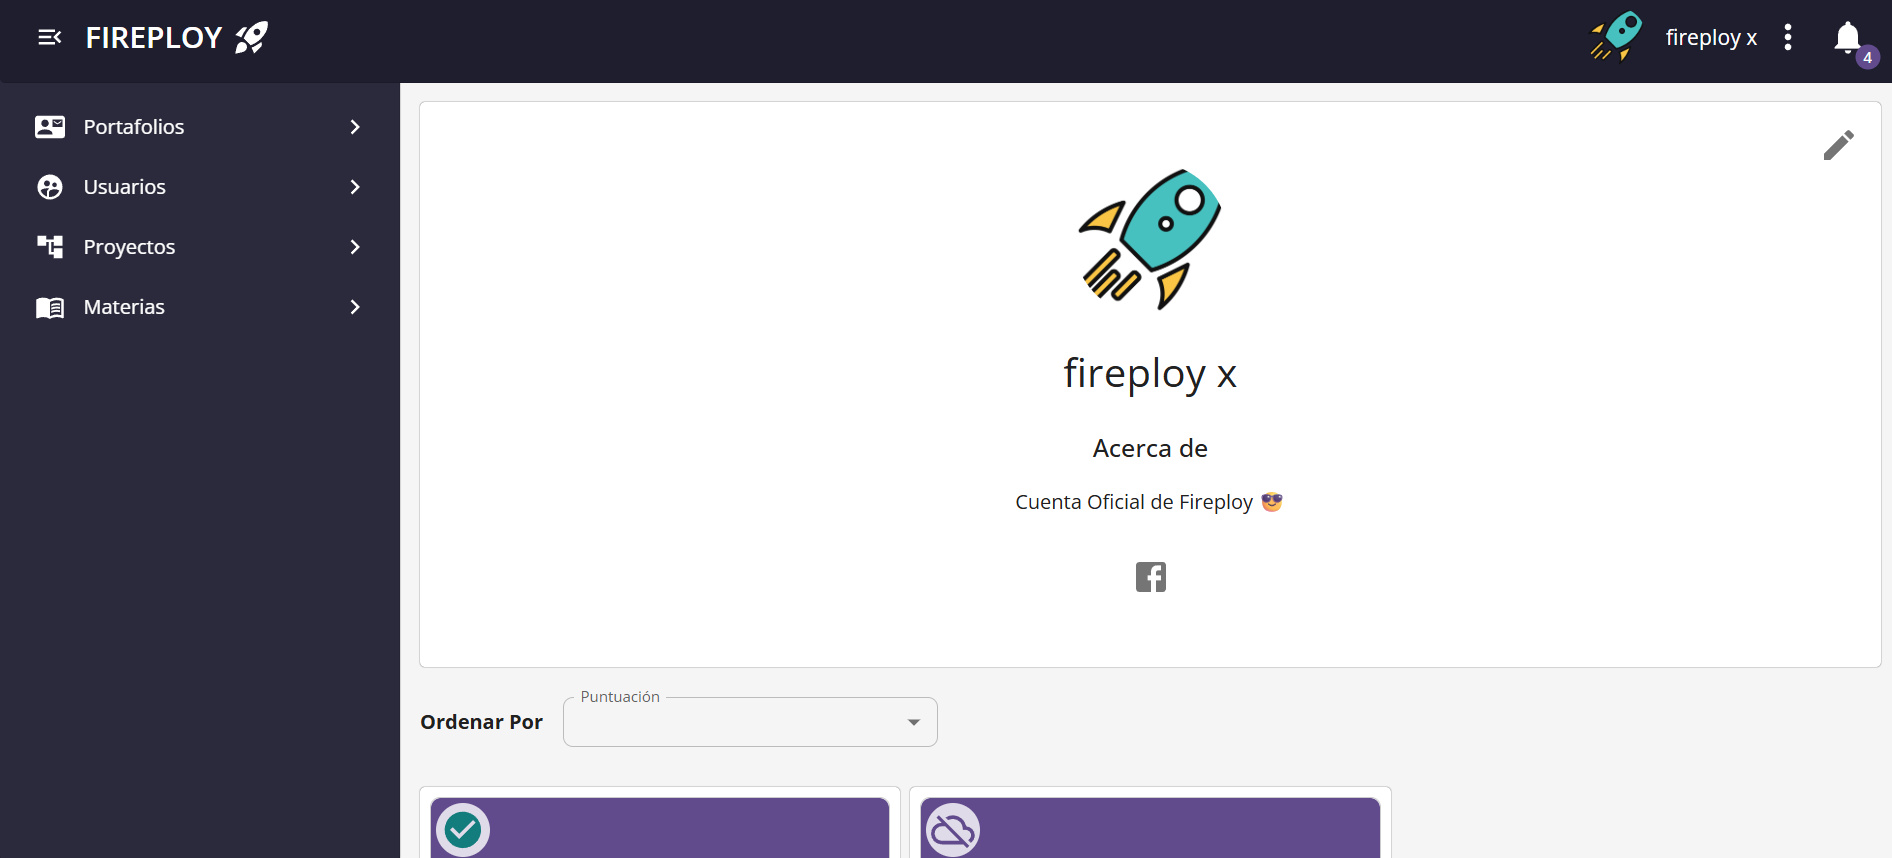 FIREPLOY
fireploy x
4
Portafolios
Usuarios
Proyectos
Materias
fireploy x
Acerca de
Cuenta Oficial de Fireploy 😎
Puntuación
Ordenar Por